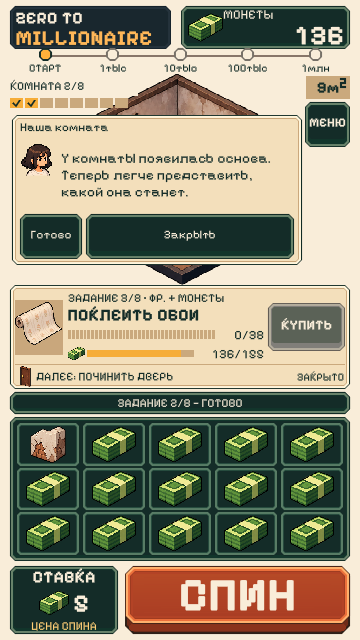 ZERO TO
MILLIONAIRE
МОНЕТЫ
136
СТАРТ
1тыс
10тыс
100тыс
1млн
КОМНАТА 2/8
9м²
МЕНЮ
Наша комната
У комнаты появилась основа.
Теперь легче представить,
какой она станет.
Готово
Закрыть
ЗАДАНИЕ 3/8 · ФР. + МОНЕТЫ
ПОКЛЕИТЬ ОБОИ
0/38
136/188
КУПИТЬ
ДАЛЕЕ: ПОЧИНИТЬ ДВЕРЬ
ЗАКРЫТО
ЗАДАНИЕ 2/8 - ГОТОВО
СТАВКА
8
ЦЕНА СПИНА
СПИН